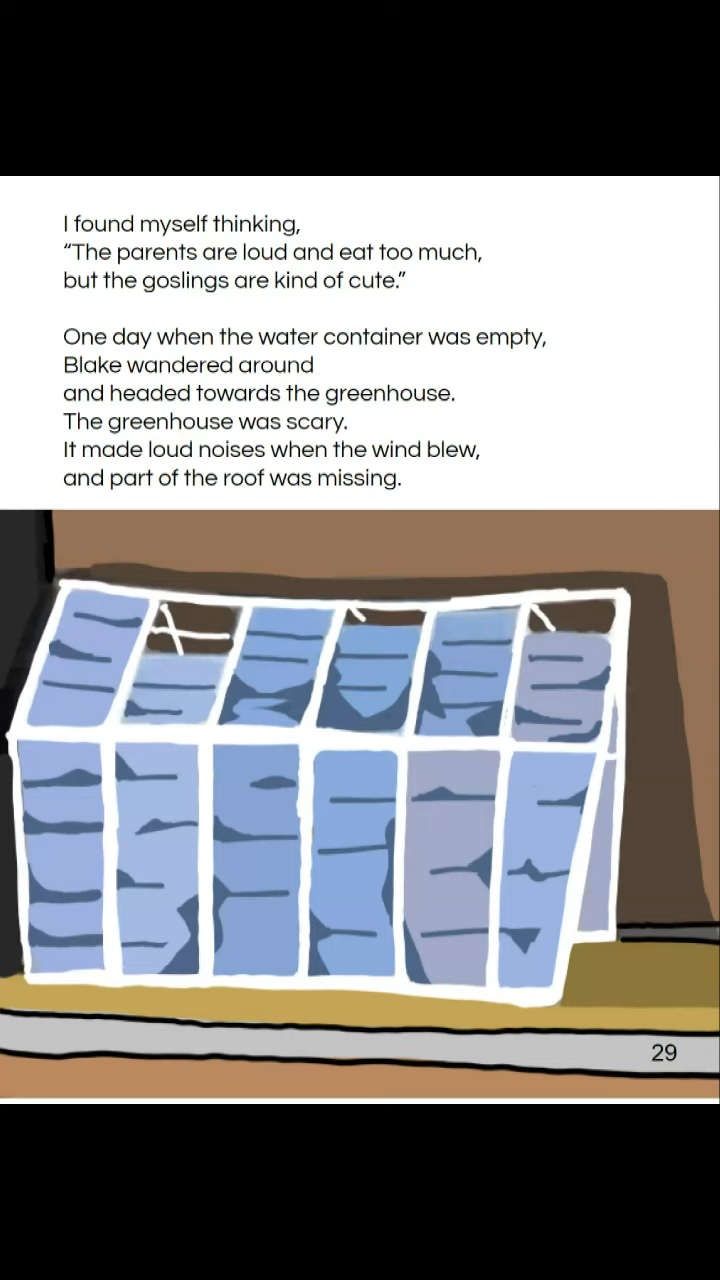 I found myself thinking,
“The parents are loud and eat too much,
but the goslings are kind of cute.”
One day when the water container was empty,
Blake wandered around
and headed towards the greenhouse.
The greenhouse was scary.
It made loud noises when the wind blew,
and part of the roof was missing.
29